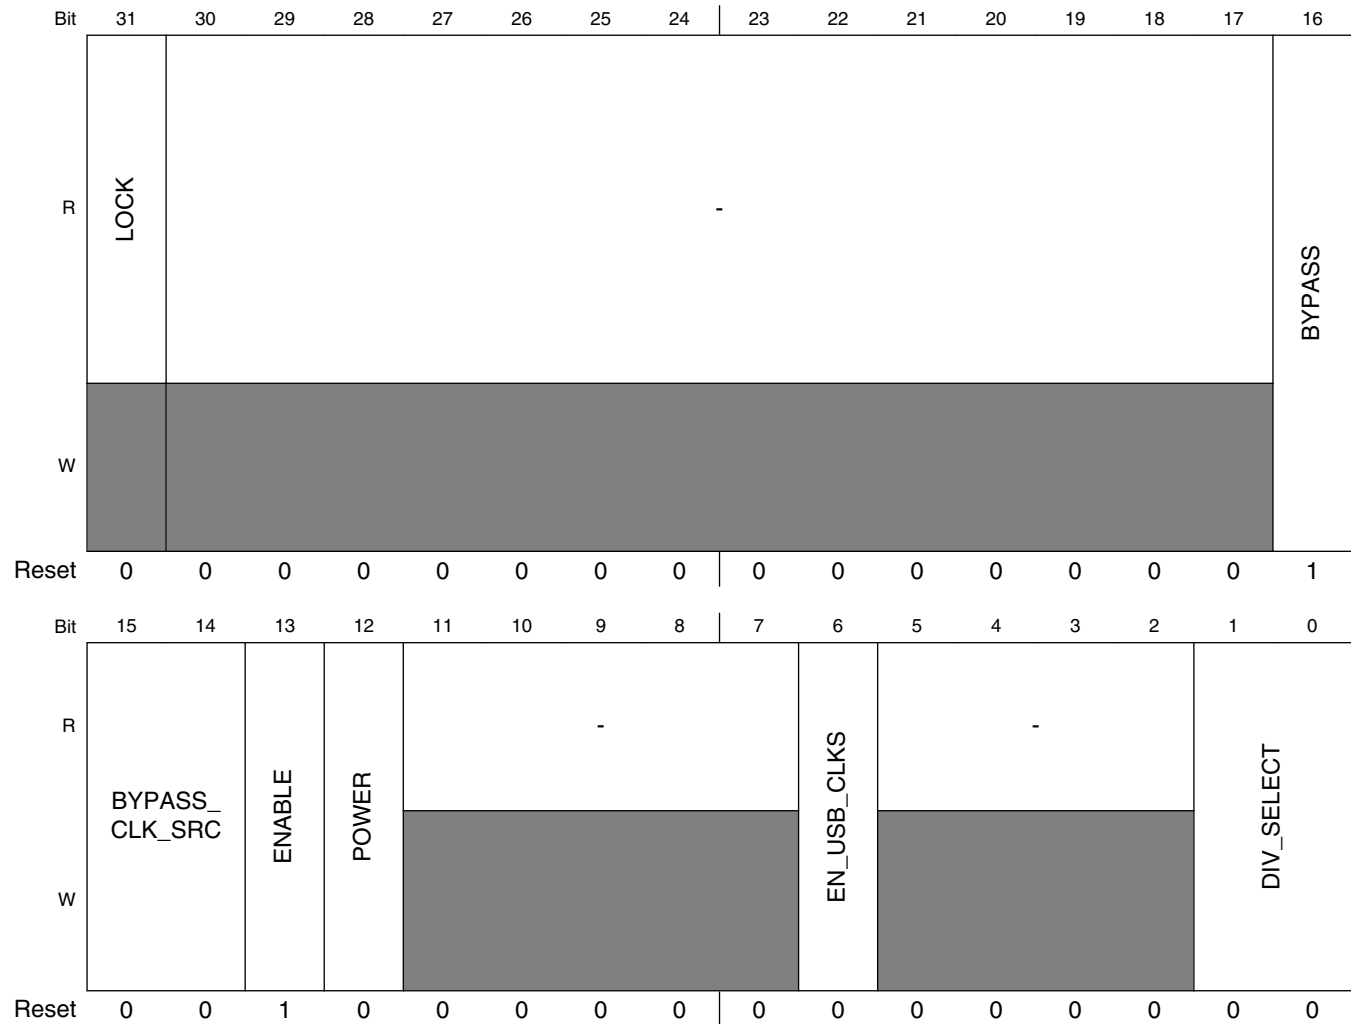 Bit 31 30 29 28 27 26 25 24 23 22 21 20 19 18 17 16
R LOCK - BYPASS
W
Reset 0 0 0 0 0 0 0 0 0 0 0 0 0 0 0 1
Bit 15 14 13 12 11 10 9 8 7 6 5 4 3 2 1 0
R BYPASS_ ENABLE POWER - EN_USB_CLKS - DIV_SELECT
CLK_SRC
W
Reset 0 0 1 0 0 0 0 0 0 0 0 0 0 0 0 0